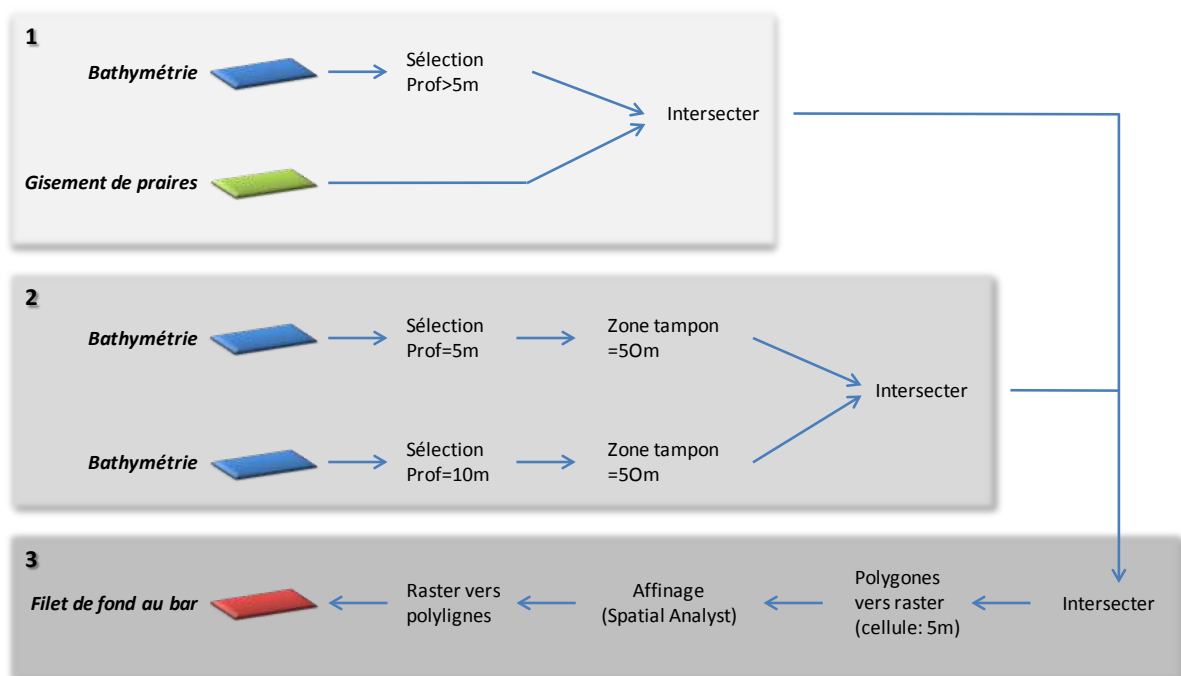 1
Bathymétrie
Sélection
Prof>5m
Intersecter
Gisement de praires
2
Bathymétrie
Sélection
Prof=5m
Zone tampon
=5Om
Intersecter
Bathymétrie
Sélection
Prof=10m
Zone tampon
=5Om
3
Filet de fond au bar
Raster vers
polylignes
Affinage
(Spatial Analyst)
Polygones
vers raster
(cellule: 5m)
Intersecter